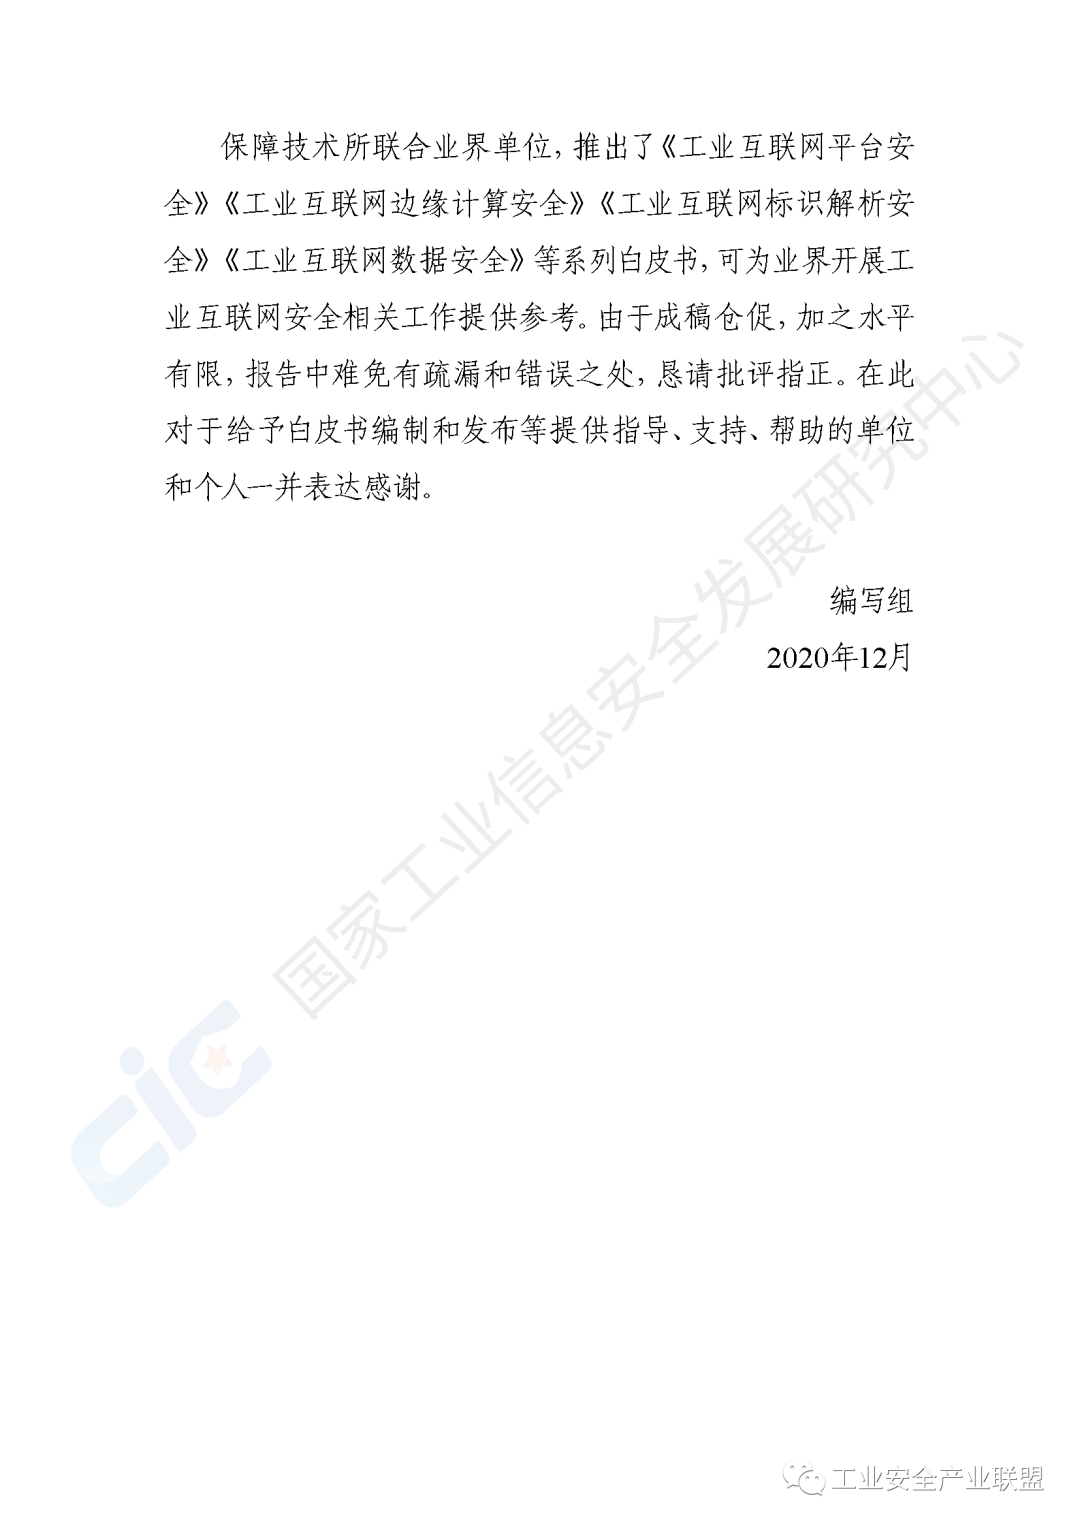 保障技术所联合业界单位，推出了《工业互联网平台安
全》《工业互联网边缘计算安全》《工业互联网标识解析安
全》《工业互联网数据安全》等系列白皮书，可为业界开展工
业互联网安全相关工作提供参考。由于成稿仓促，加之水平
有限，报告中难免有疏漏和错误之处，恳请批评指正。在此
对于给予白皮书编制和发布等提供指导、支持、帮助的单位
和个人一并表达感谢。
编写组
2020年12月
国家工业信息安全发展研究中心
CIC
工业安全产业联盟